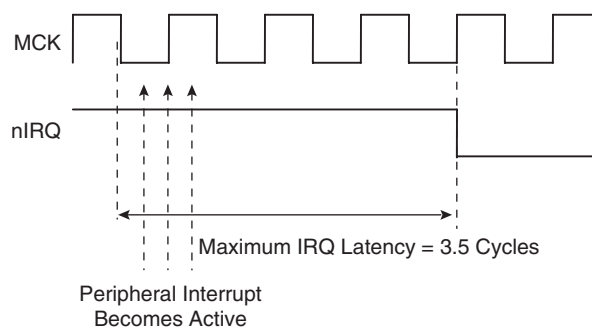 MCK
nIRQ
Maximum IRQ Latency = 3.5 Cycles
Peripheral Interrupt
Becomes Active